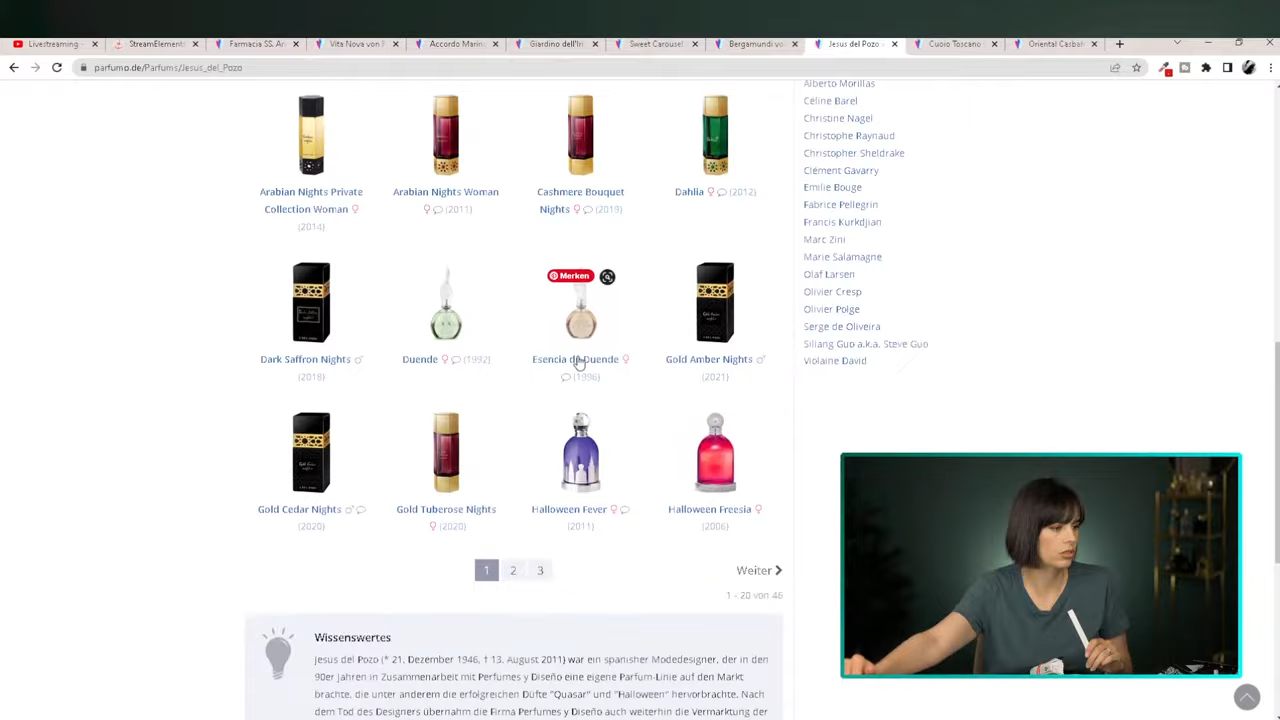 Livestreaming -
StreamElements
Farmacia SS. An
Vita Nova von
Accordo Marin
Giardino dell'In
Sweet Carousel
Bergamundi vo
Jesus del Pozo -
Cuoio Toscano
Oriental Casbah
parfumo.de/Parfums/Jesus_del_Pozo
Alberto Morillas
Céline Barel
Christine Nagel
Christophe Raynaud
Christopher Sheldrake
Clément Gavarry
Emilie Bouge
Fabrice Pellegrin
Francis Kurkdjian
Marc Zini
Marie Salamagne
Olaf Larsen
Olivier Cresp
Olivier Polge
Serge de Oliveira
Siliang Guo a.k.a. Steve Guo
Violaine David
Arabian Nights Private
Collection Woman
(2014)
Arabian Nights Woman
(2011)
Cashmere Bouquet
Nights (2019)
Dahlia (2012)
Merken
Dark Saffron Nights
(2018)
Duende (1992)
Esencia de Duende
(1996)
Gold Amber Nights
(2021)
Gold Cedar Nights
(2020)
Gold Tuberose Nights
(2020)
Halloween Fever
(2011)
Halloween Freesia
(2006)
1 2 3
Weiter
1 - 20 von 46
Wissenswertes
Jesus del Pozo (* 21. Dezember 1946, † 13. August 2011) war ein spanischer Modedesigner, der in den
90er Jahren in Zusammenarbeit mit Perfumes y Diseño eine eigene Parfum-Linie auf den Markt
brachte, die unter anderem die erfolgreichen Düfte "Quasar" und "Halloween" hervorbrachte. Nach
dem Tod des Designers übernahm die Firma Perfumes y Diseño auch weiterhin die Vermarktung der